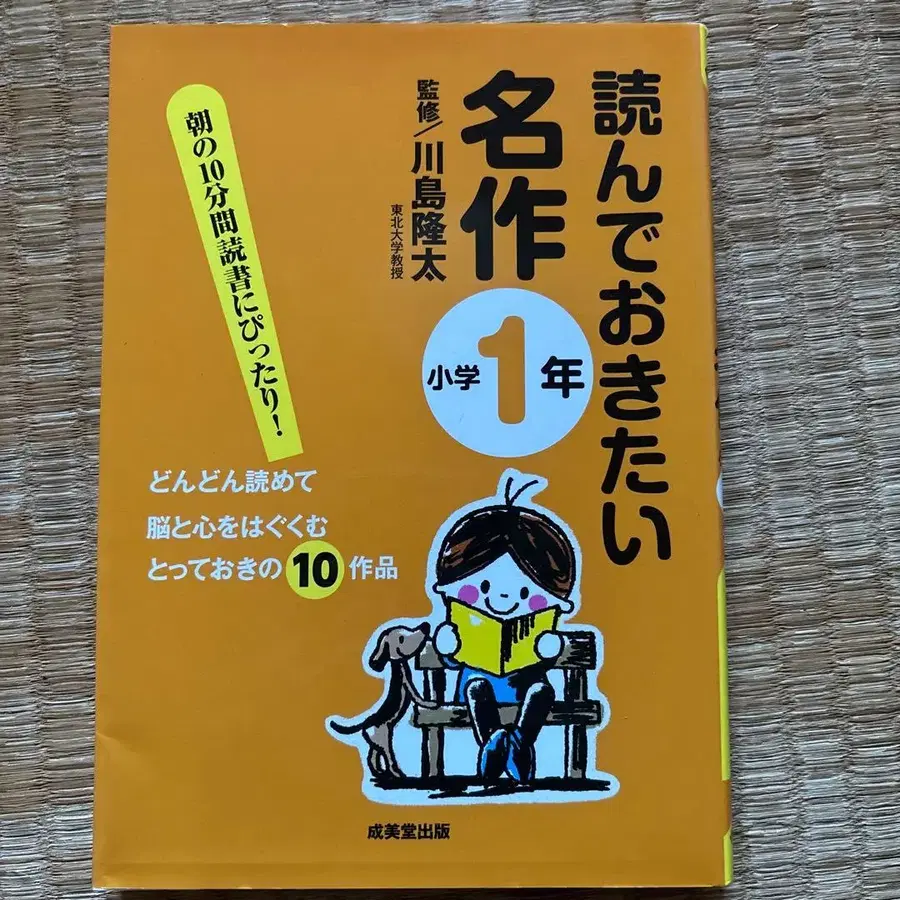 読んでおきたい
名作
小学1年
監修/川島隆太
東北大学教授
朝の10分間読書にぴったり!
どんどん読めて
脳と心をはぐくむ
とっておきの10作品
成美堂出版